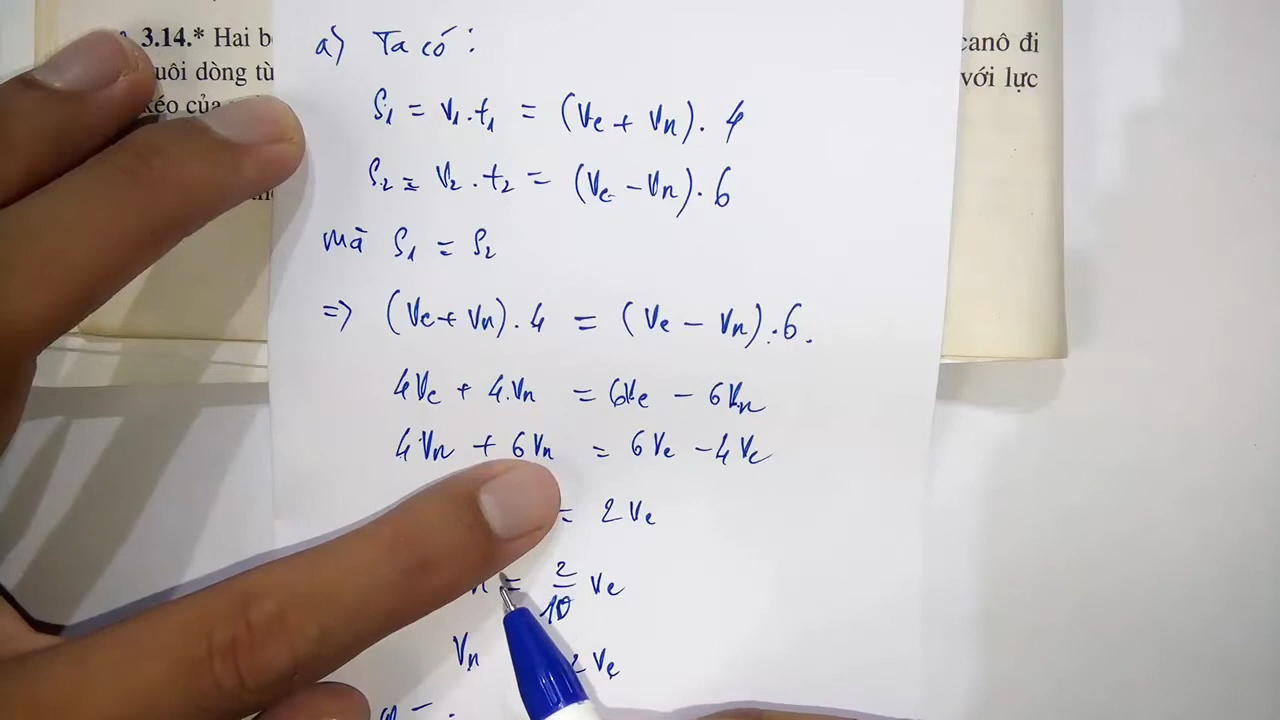 3.14.* Hai
canô đi
uôi dòng
với lực
kéo của
a) Ta có:
S₁ = V₁.t₁ = (Vc + Vn). 4
S₂ = V₂.t₂ = (Vc - Vn). 6
mà S₁ = S₂
=> (Vc + Vn). 4 = (Vc - Vn).6.
4Vc + 4.Vn = 6Vc - 6Vn
4Vn + 6Vn = 6Vc - 4Vc
= 2Vc
= 2/10 Vc
Vn 2Vc